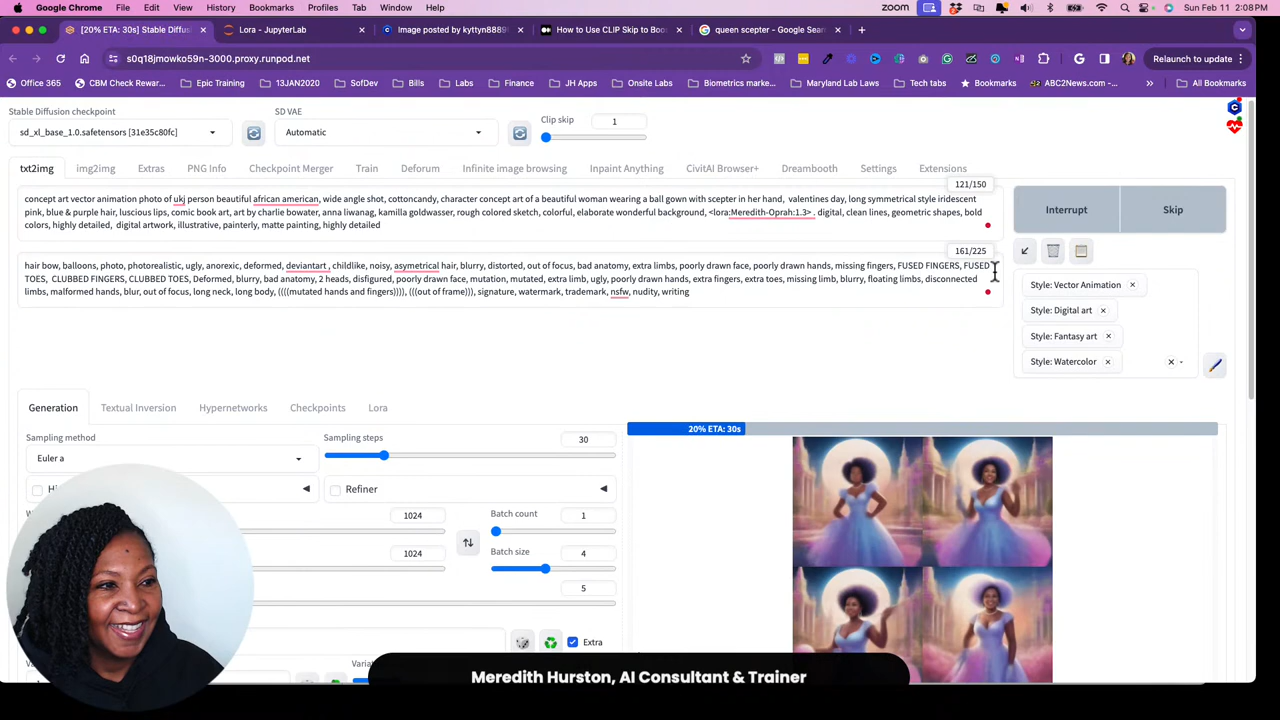 Google Chrome File Edit View History Bookmarks Profiles Tab Window Help zoom Sun Feb 11 2:08 PM
[20% ETA: 30s] Stable Diffus × Lora - JupyterLab × Image posted by kyttyn8889 × How to Use CLIP Skip to Boo × queen scepter - Google Sear ×
s0q18jmowko59n-3000.proxy.runpod.net Relaunch to update
Office 365 CBM Check Rewar... Epic Training 13JAN2020 SofDev Bills Labs Finance JH Apps Onsite Labs Biometrics market... Maryland Lab Laws Tech tabs Bookmarks ABC2News.com -... » All Bookmarks
Stable Diffusion checkpoint SD VAE Clip skip 1
sd_xl_base_1.0.safetensors [31e35c80fc] Automatic
txt2img img2img Extras PNG Info Checkpoint Merger Train Deforum Infinite image browsing Inpaint Anything CivitAI Browser+ Dreambooth Settings Extensions
121/150
concept art vector animation photo of ukj person beautiful african american, wide angle shot, cottoncandy, character concept art of a beautiful woman wearing a ball gown with scepter in her hand, valentines day, long symmetrical style iridescent
pink, blue & purple hair, luscious lips, comic book art, art by charlie bowater, anna liwanag, kamilla goldwasser, rough colored sketch, colorful, elaborate wonderful background, <lora:Meredith-Oprah:1.3> . digital, clean lines, geometric shapes, bold
colors, highly detailed, digital artwork, illustrative, painterly, matte painting, highly detailed
Interrupt Skip
161/225
hair bow, balloons, photo, photorealistic, ugly, anorexic, deformed, deviantart , childlike, noisy, asymetrical hair, blurry, distorted, out of focus, bad anatomy, extra limbs, poorly drawn face, poorly drawn hands, missing fingers, FUSED FINGERS, FUSED
TOES, CLUBBED FINGERS, CLUBBED TOES, Deformed, blurry, bad anatomy, 2 heads, disfigured, poorly drawn face, mutation, mutated, extra limb, ugly, poorly drawn hands, extra fingers, extra toes, missing limb, blurry, floating limbs, disconnected
limbs, malformed hands, blur, out of focus, long neck, long body, ((((mutated hands and fingers)))), (((out of frame))), signature, watermark, trademark, nsfw, nudity, writing
Style: Vector Animation ×
Style: Digital art ×
Style: Fantasy art ×
Style: Watercolor ×
Generation Textual Inversion Hypernetworks Checkpoints Lora
20% ETA: 30s
Sampling method Sampling steps 30
Euler a
Refiner
1024 Batch count 1
1024 Batch size 4
5
Extra
Meredith Hurston, AI Consultant & Trainer